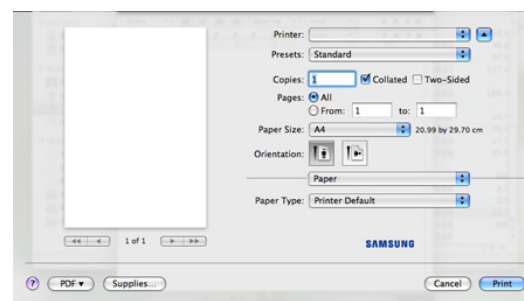 Printer:
Presets: Standard
Copies: 1 Collated Two-Sided
Pages: All
From: 1 to: 1
Paper Size: A4 20.99 by 29.70 cm
Orientation:
Paper
Paper Type: Printer Default
1 of 1
SAMSUNG
? PDF Supplies... Cancel Print